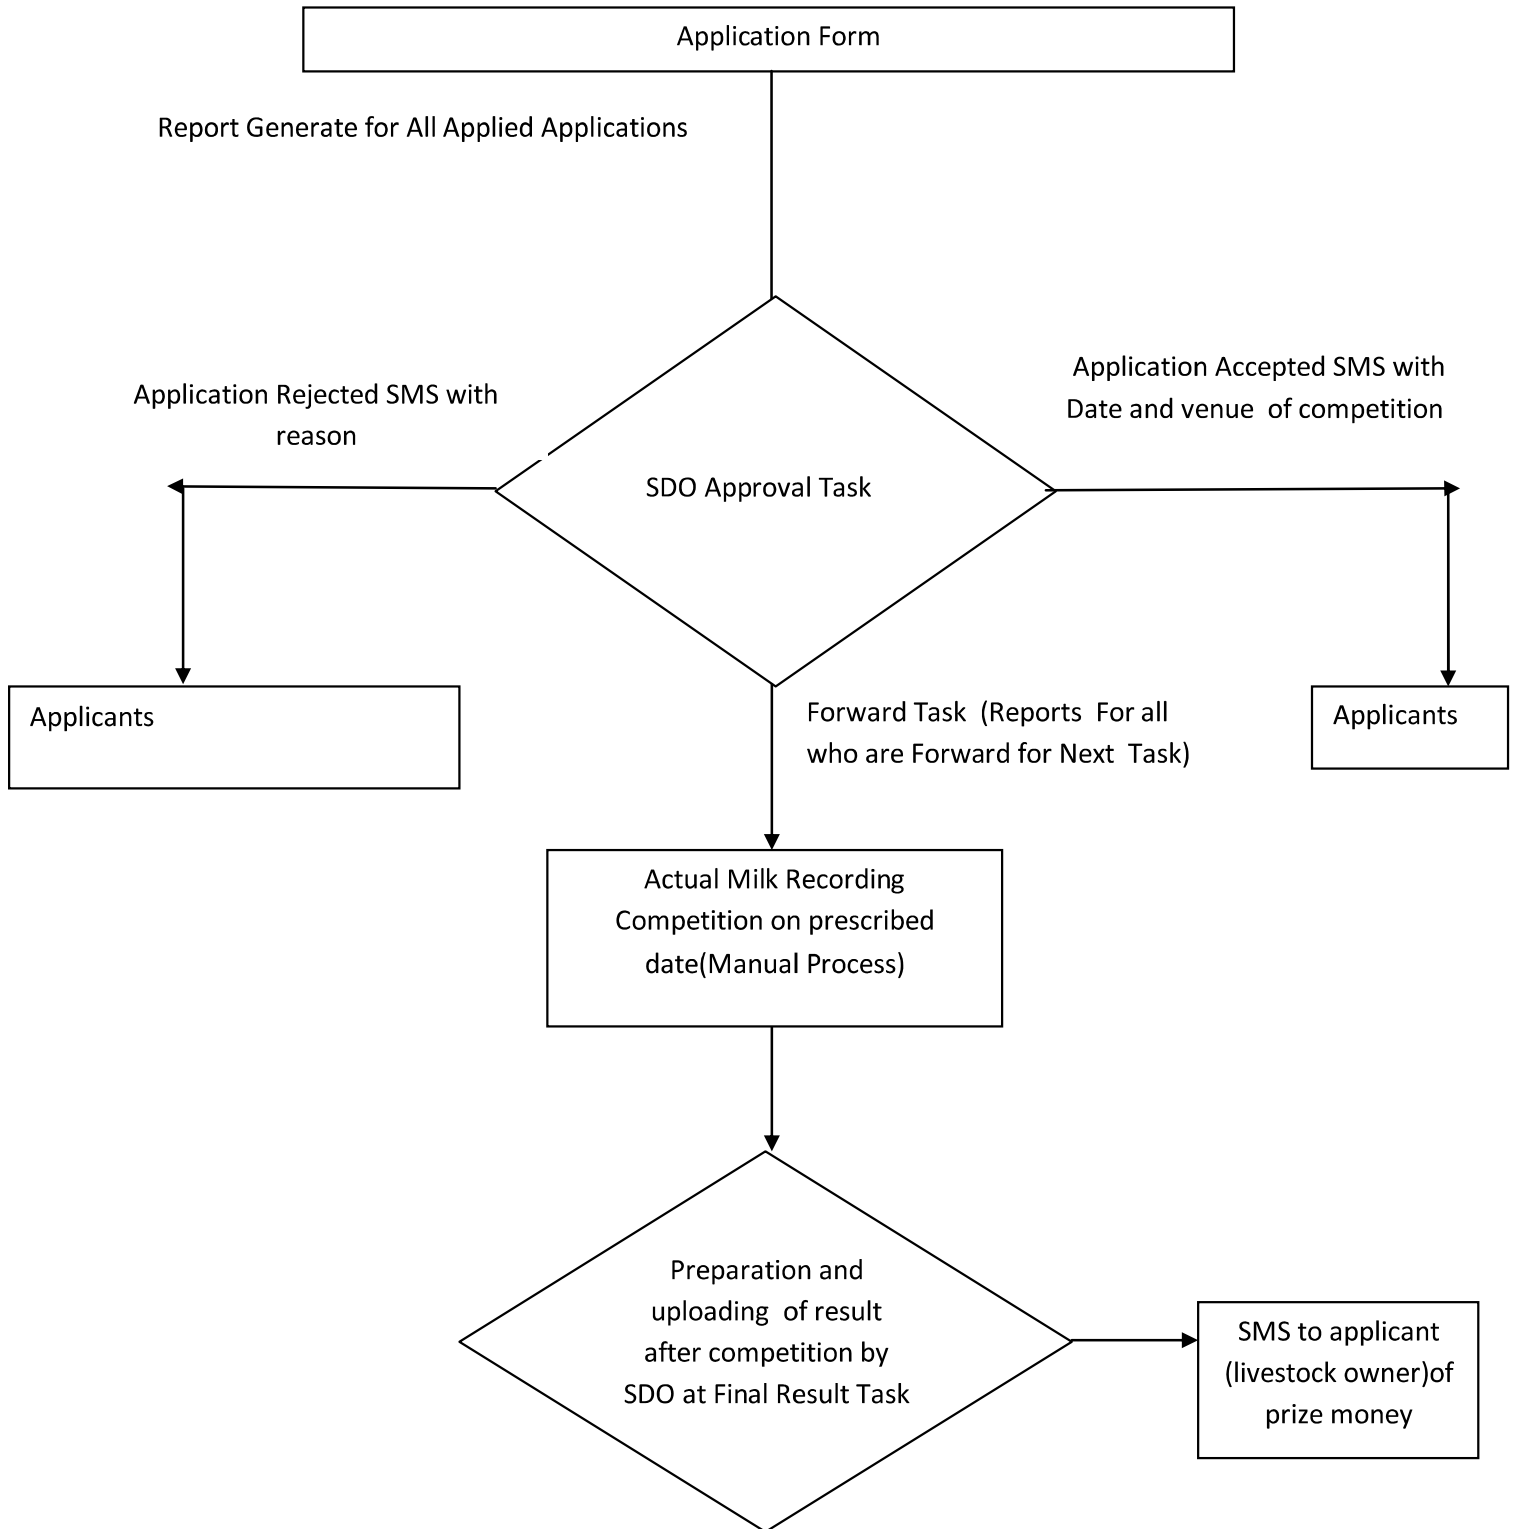 Application Form
Report Generate for All Applied Applications
Application Rejected SMS with
reason
Application Accepted SMS with
Date and venue  of competition
SDO Approval Task
Applicants
Forward Task  (Reports  For all
who are Forward for Next  Task)
Applicants
Actual Milk Recording
Competition on prescribed
date(Manual Process)
Preparation and
uploading  of result
after competition by
SDO at Final Result Task
SMS to applicant
(livestock owner)of
prize money